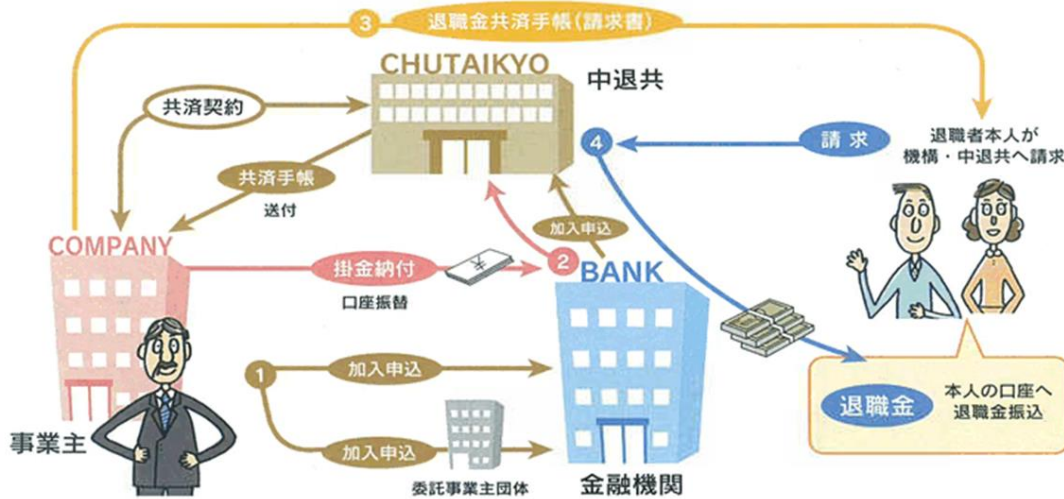 3 退職金共済手帳(請求書)
CHUTAIKYO
中退共
共済契約
4
請求
退職者本人が
機構・中退共へ請求
共済手帳
送付
加入申込
COMPANY
掛金納付
2
BANK
口座振替
1
加入申込
加入申込
退職金
本人の口座へ
退職金振込
事業主
委託事業主団体
金融機関